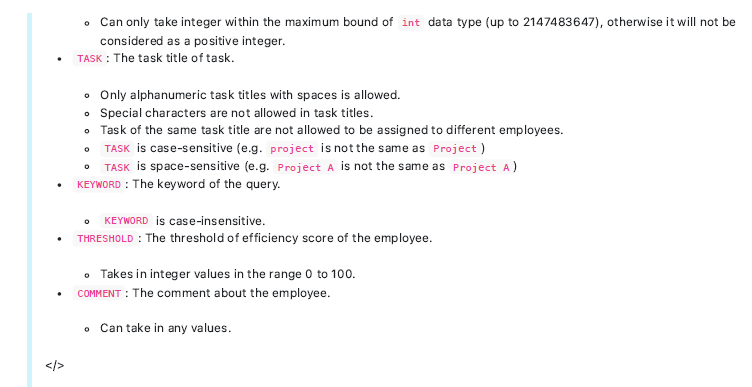 Can only take integer within the maximum bound of int data type (up to 2147483647), otherwise it will not be
considered as a positive integer.
TASK : The task title of task.
Only alphanumeric task titles with spaces is allowed.
Special characters are not allowed in task titles.
Task of the same task title are not allowed to be assigned to different employees.
TASK is case-sensitive (e.g. project is not the same as Project )
TASK is space-sensitive (e.g. Project A is not the same as Project A )
KEYWORD : The keyword of the query.
KEYWORD is case-insensitive.
THRESHOLD : The threshold of efficiency score of the employee.
Takes in integer values in the range 0 to 100.
COMMENT : The comment about the employee.
Can take in any values.
</>